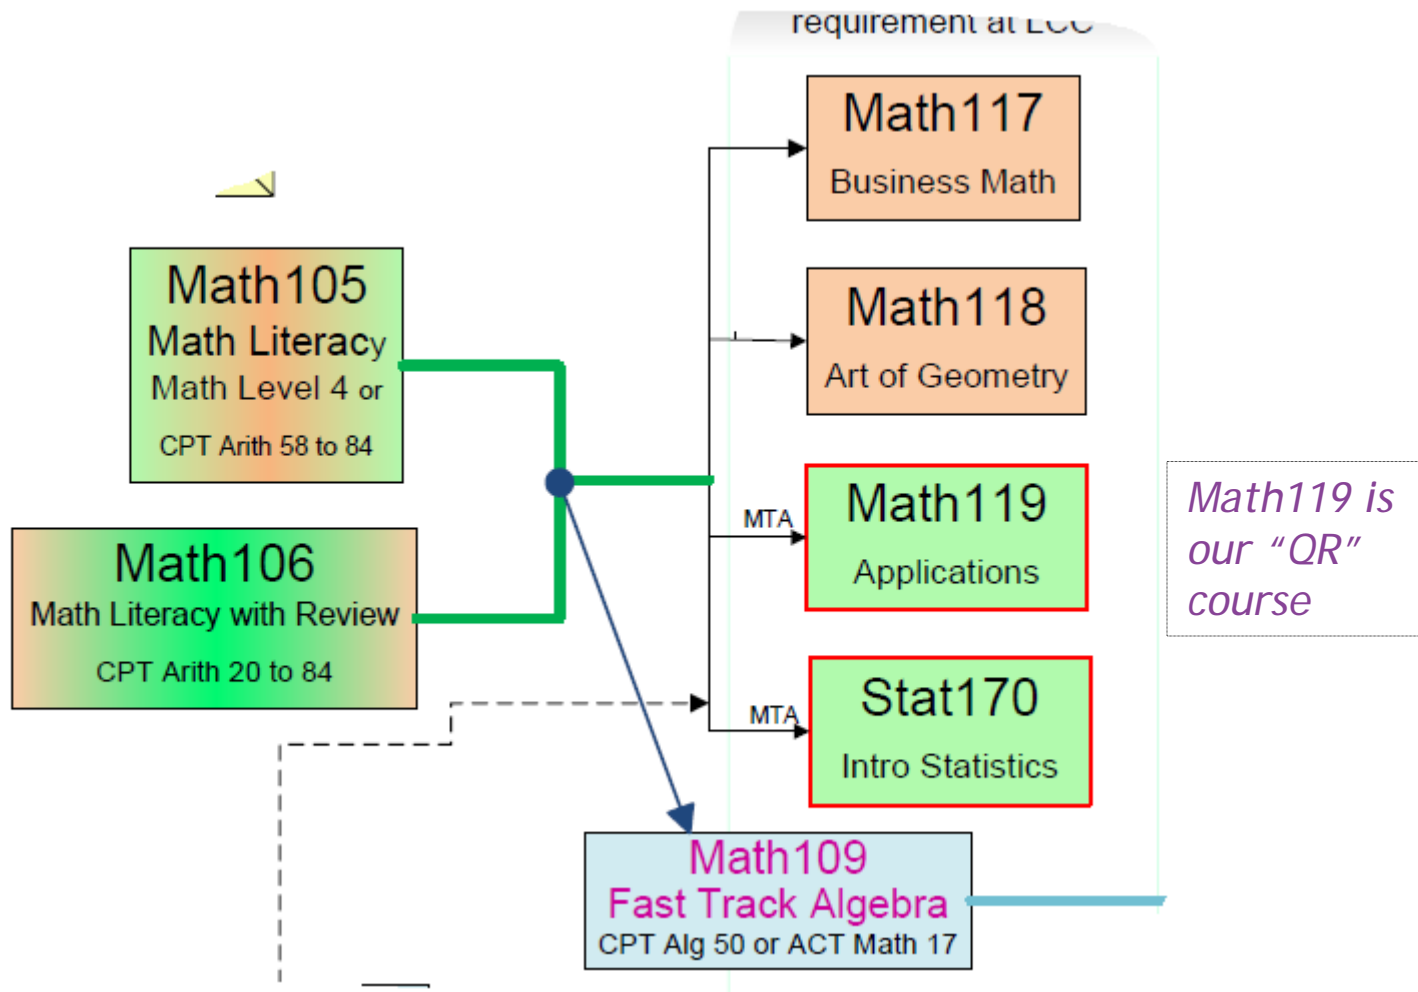 requirement at LCC
Math117
Business Math
Math118
Art of Geometry
Math105
Math Literacy
Math Level 4 or
CPT Arith 58 to 84
MTA
Math119
Applications
Math119 is
our “QR”
course
Math106
Math Literacy with Review
CPT Arith 20 to 84
MTA
Stat170
Intro Statistics
Math109
Fast Track Algebra
CPT Alg 50 or ACT Math 17